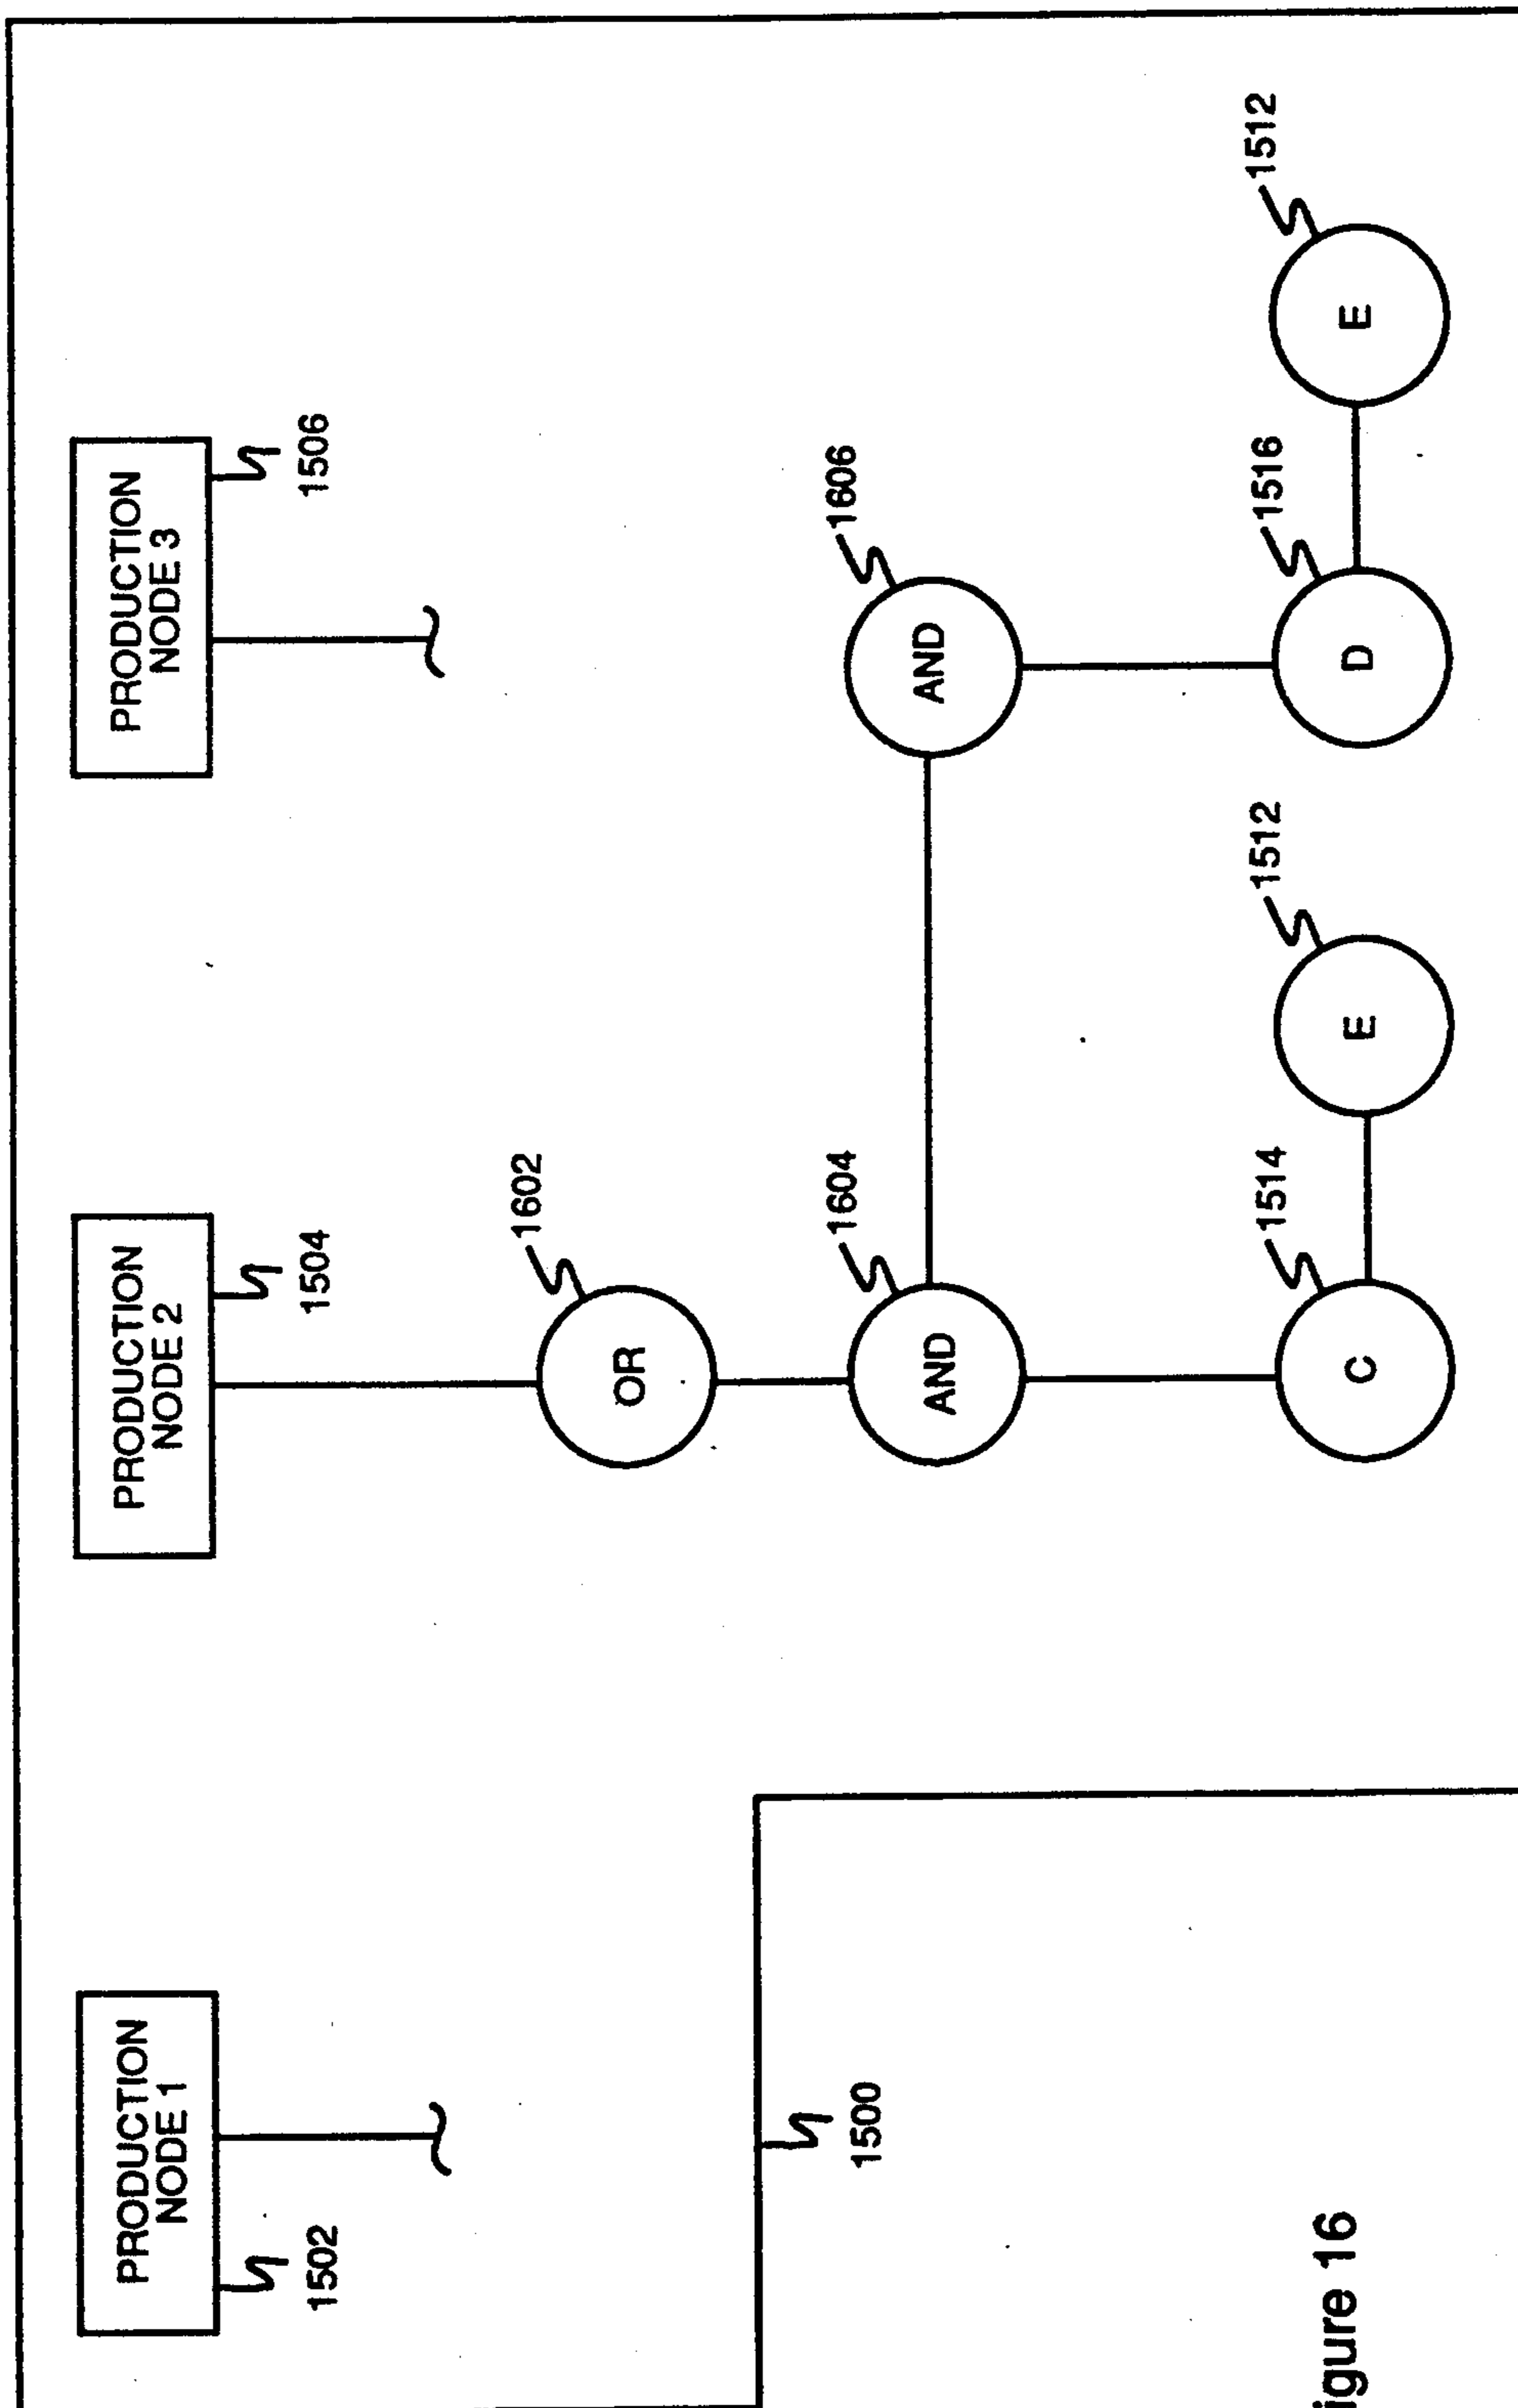 PRODUCTION
NODE 1
1502
PRODUCTION
NODE 2
1504
PRODUCTION
NODE 3
1506
OR
1602
AND
1604
AND
1606
C
1514
E
1512
D
1516
E
1512
1500
igure 16